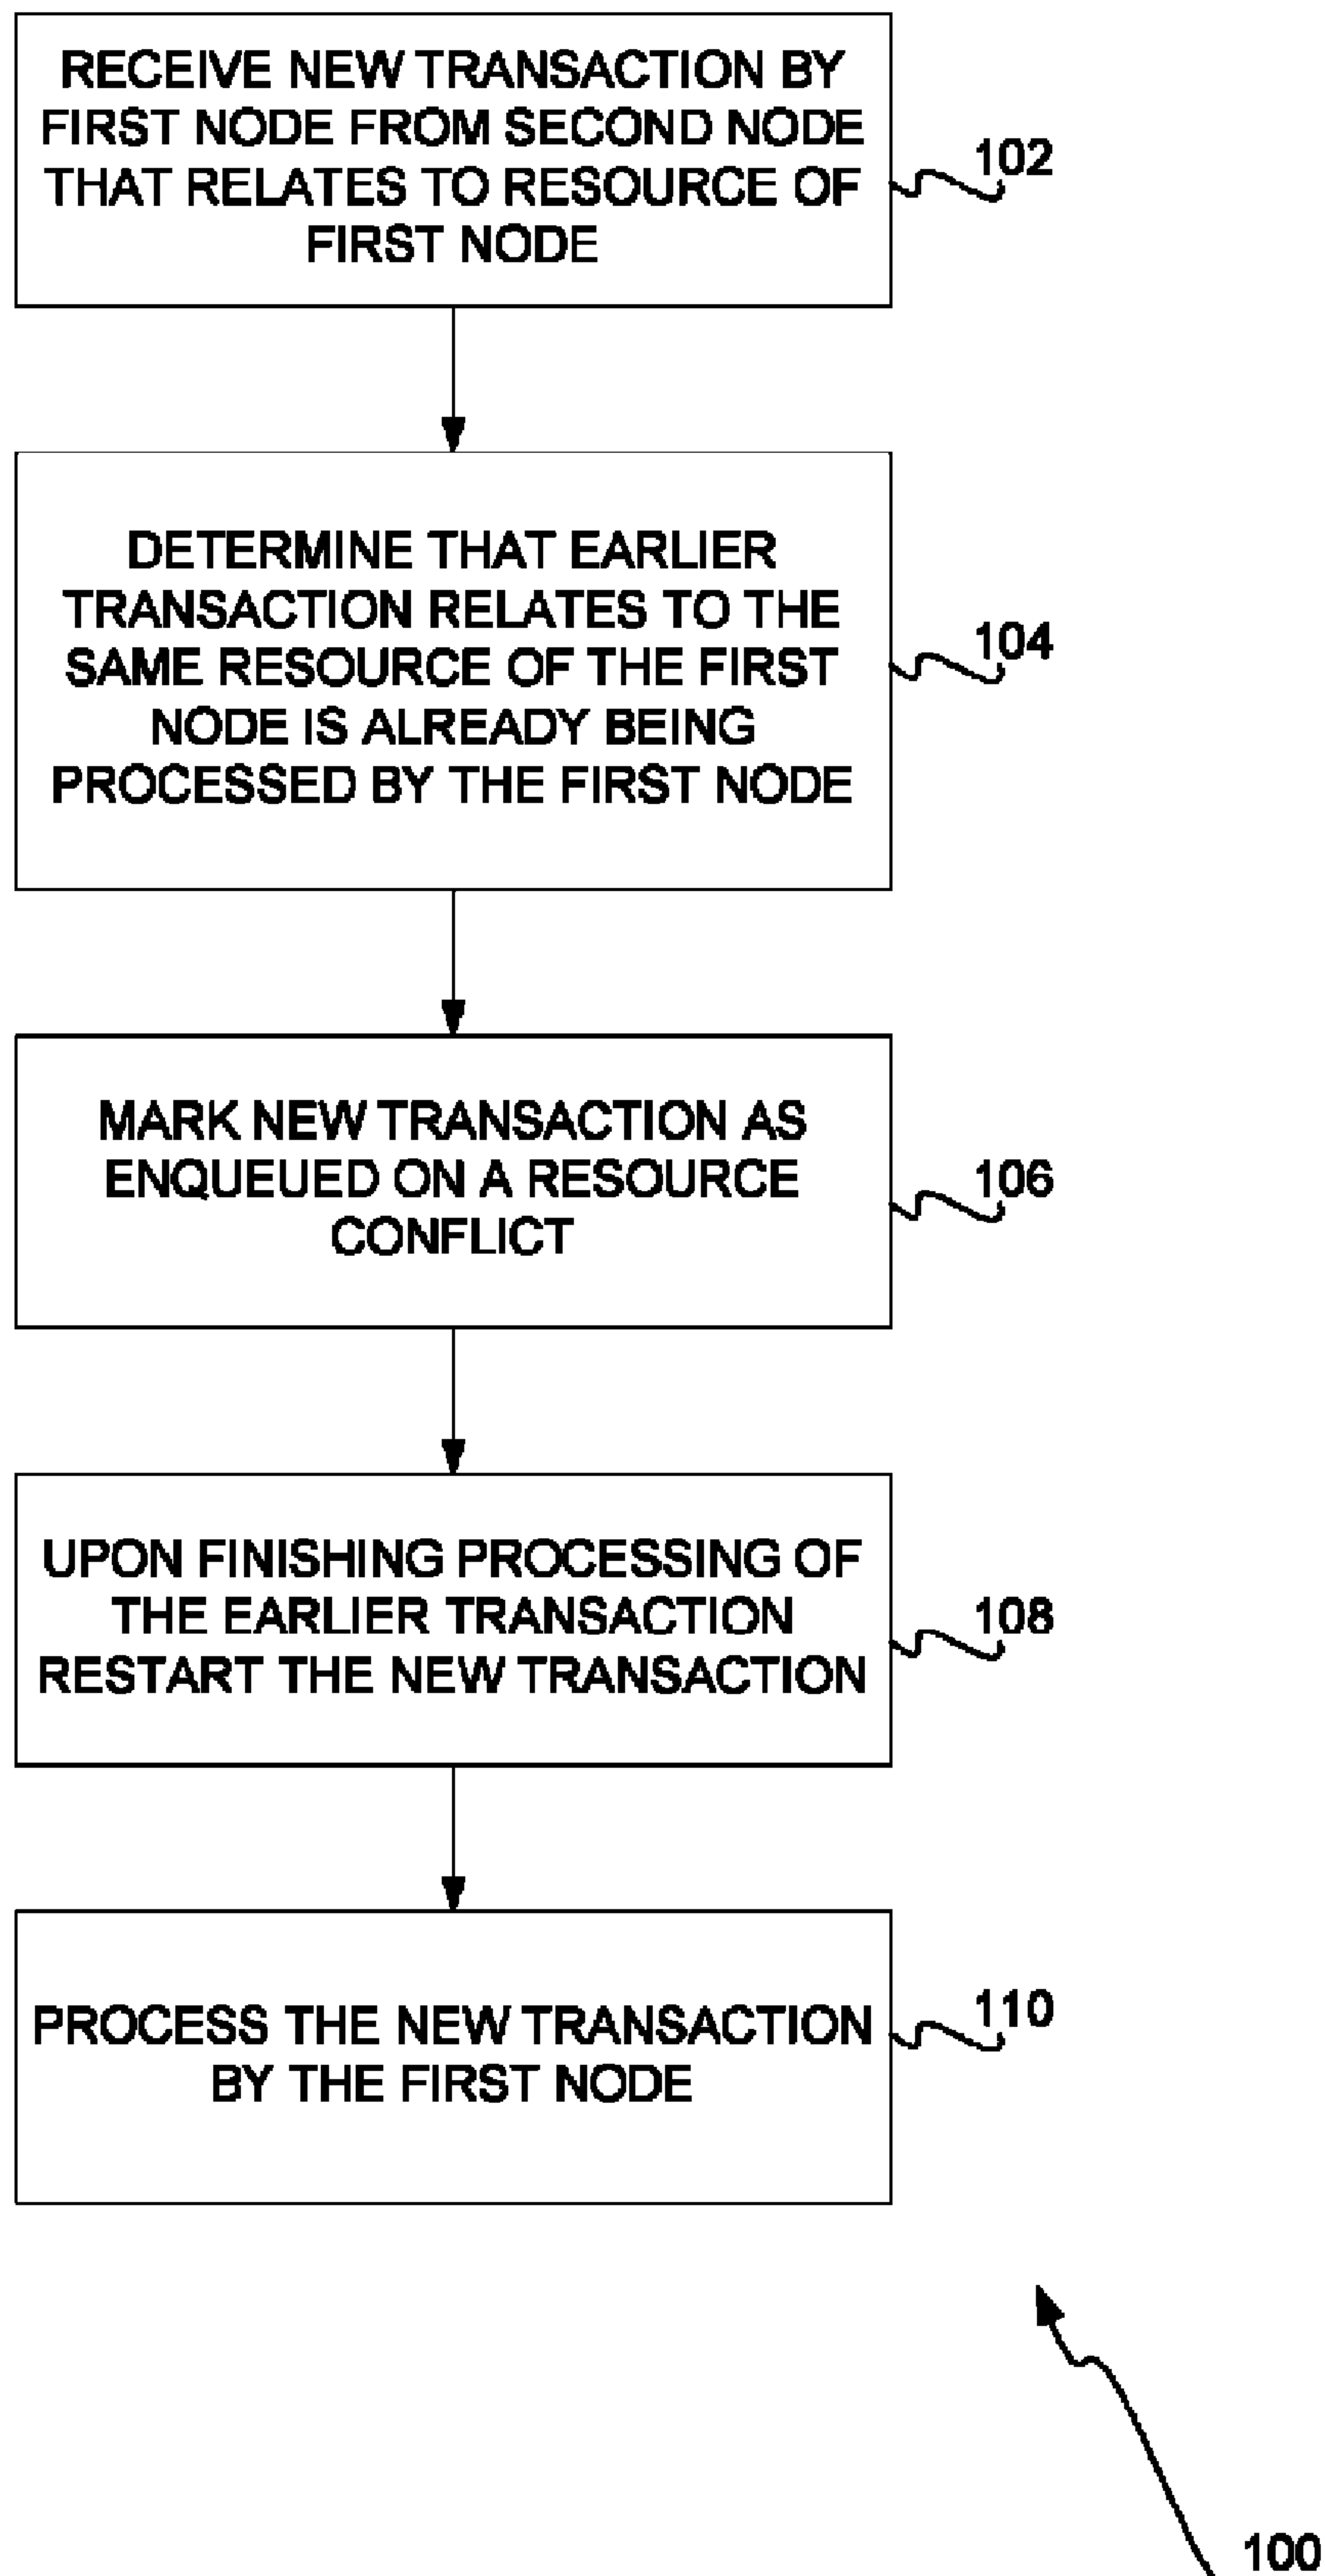 RECEIVE NEW TRANSACTION BY
FIRST NODE FROM SECOND NODE
THAT RELATES TO RESOURCE OF
FIRST NODE
102
DETERMINE THAT EARLIER
TRANSACTION RELATES TO THE
SAME RESOURCE OF THE FIRST
NODE IS ALREADY BEING
PROCESSED BY THE FIRST NODE
104
MARK NEW TRANSACTION AS
ENQUEUED ON A RESOURCE
CONFLICT
106
UPON FINISHING PROCESSING OF
THE EARLIER TRANSACTION
RESTART THE NEW TRANSACTION
108
PROCESS THE NEW TRANSACTION
BY THE FIRST NODE
110
100